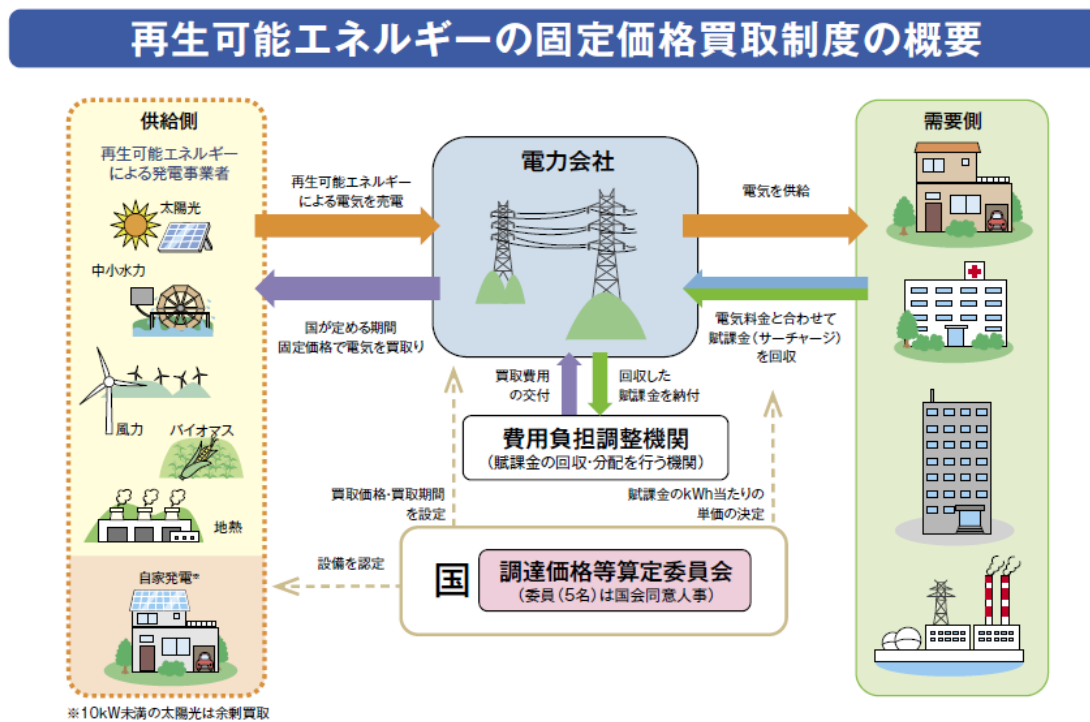 再生可能エネルギーの固定価格買取制度の概要
供給側
再生可能エネルギー
による発電事業者
太陽光
中小水力
風力
バイオマス
地熱
自家発電※
※10kW未満の太陽光は余剰買取
再生可能エネルギー
による電気を売電
国が定める期間
固定価格で電気を買取り
電力会社
電気を供給
電気料金と合わせて
賦課金(サーチャージ)
を回収
需要側
買取費用
の交付
回収した
賦課金を納付
費用負担調整機関
(賦課金の回収・分配を行う機関)
買取価格・買取期間
を設定
賦課金のkWh当たりの
単価の決定
設備を認定
国
調達価格等算定委員会
(委員(5名)は国会同意人事)